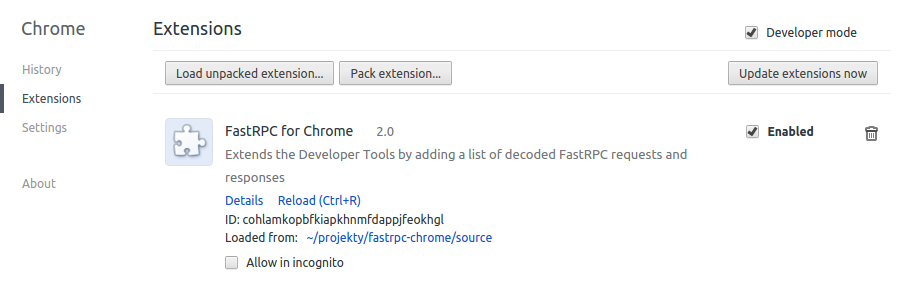 Chrome
Extensions
Developer mode
History
Extensions
Settings
About
Load unpacked extension...
Pack extension...
Update extensions now
FastRPC for Chrome 2.0
Enabled
Extends the Developer Tools by adding a list of decoded FastRPC requests and
responses
Details Reload (Ctrl+R)
ID: cohlamkopbfkiapkhnmfdappjfeokhgl
Loaded from: ~/projekty/fastrpc-chrome/source
Allow in incognito